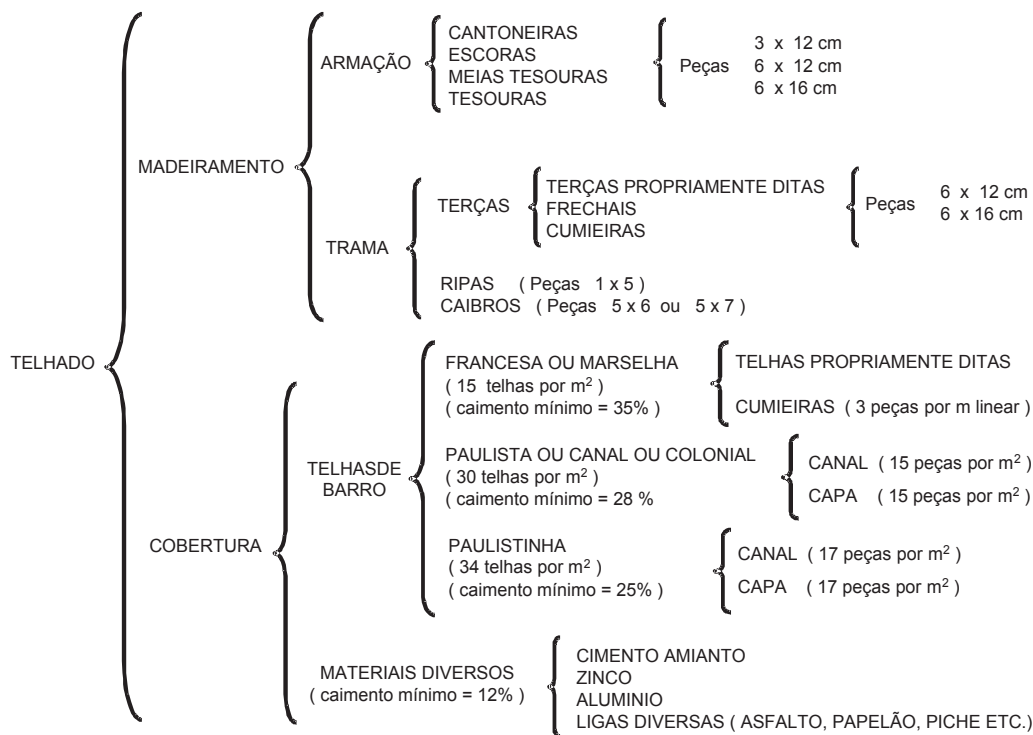 TELHADO
MADEIRAMENTO
ARMAÇÃO
CANTONEIRAS
ESCORAS
MEIAS TESOURAS
TESOURAS
Peças
3 x 12 cm
6 x 12 cm
6 x 16 cm
TRAMA
TERÇAS
TERÇAS PROPRIAMENTE DITAS
FRECHAIS
CUMIEIRAS
Peças
6 x 12 cm
6 x 16 cm
RIPAS ( Peças 1 x 5 )
CAIBROS ( Peças 5 x 6 ou 5 x 7 )
COBERTURA
TELHASDE
BARRO
FRANCESA OU MARSELHA
( 15 telhas por m² )
( caimento mínimo = 35% )
TELHAS PROPRIAMENTE DITAS
CUMIEIRAS ( 3 peças por m linear )
PAULISTA OU CANAL OU COLONIAL
( 30 telhas por m² )
( caimento mínimo = 28 %
CANAL ( 15 peças por m² )
CAPA ( 15 peças por m² )
PAULISTINHA
( 34 telhas por m² )
( caimento mínimo = 25% )
CANAL ( 17 peças por m² )
CAPA ( 17 peças por m² )
MATERIAIS DIVERSOS
( caimento mínimo = 12% )
CIMENTO AMIANTO
ZINCO
ALUMINIO
LIGAS DIVERSAS ( ASFALTO, PAPELÃO, PICHE ETC.)